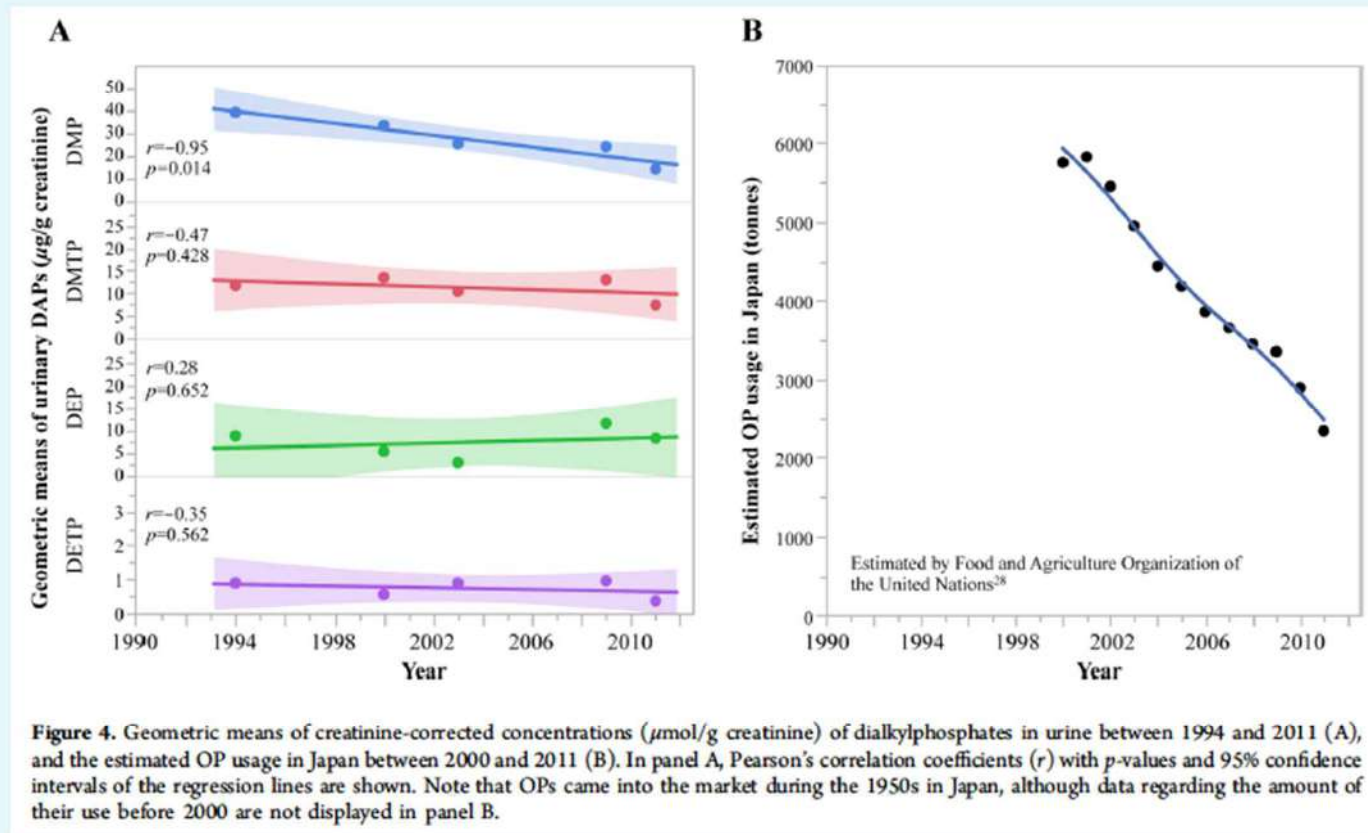 A
B
Geometric means of urinary DAPs (µg/g creatinine)
DMP
50
40
30
20
10
0
r=−0.95
p=0.014
DMTP
25
20
15
10
5
0
r=−0.47
p=0.428
DEP
25
20
15
10
5
0
r=0.28
p=0.652
DETP
3
2
1
0
r=−0.35
p=0.562
1990 1994 1998 2002 2006 2010
Year
Estimated OP usage in Japan (tonnes)
7000
6000
5000
4000
3000
2000
1000
0
Estimated by Food and Agriculture Organization of
the United Nations28
1990 1994 1998 2002 2006 2010
Year
Figure 4. Geometric means of creatinine-corrected concentrations (µmol/g creatinine) of dialkylphosphates in urine between 1994 and 2011 (A),
and the estimated OP usage in Japan between 2000 and 2011 (B). In panel A, Pearson's correlation coefficients (r) with p-values and 95% confidence
intervals of the regression lines are shown. Note that OPs came into the market during the 1950s in Japan, although data regarding the amount of
their use before 2000 are not displayed in panel B.